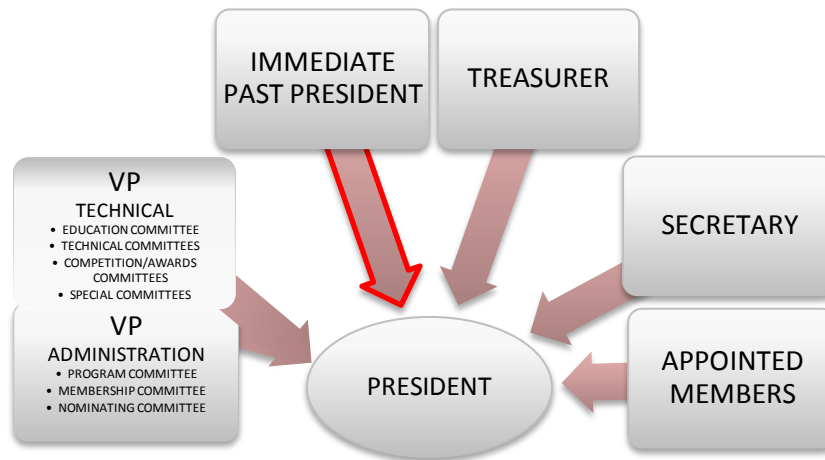 IMMEDIATE
PAST PRESIDENT
TREASURER
VP
TECHNICAL
• EDUCATION COMMITTEE
• TECHNICAL COMMITTEES
• COMPETITION/AWARDS
COMMITTEES
• SPECIAL COMMITTEES
VP
ADMINISTRATION
• PROGRAM COMMITTEE
• MEMBERSHIP COMMITTEE
• NOMINATING COMMITTEE
SECRETARY
APPOINTED
MEMBERS
PRESIDENT